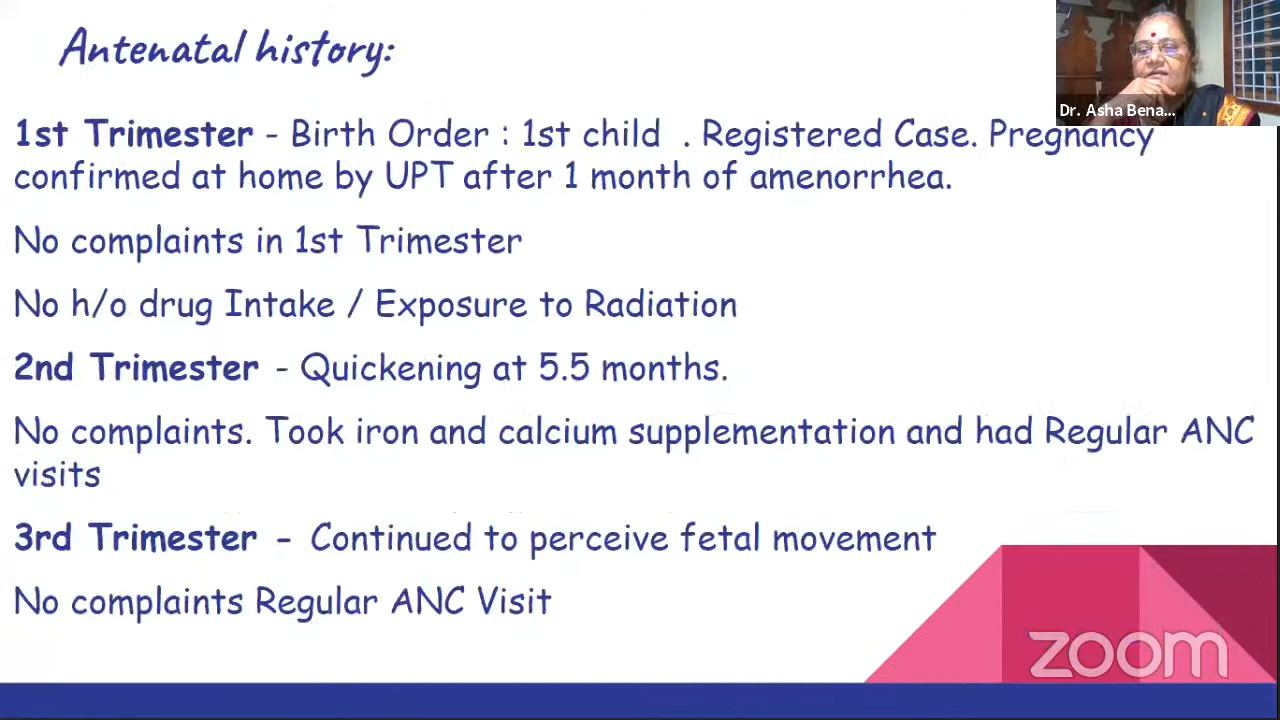 Antenatal history:
Dr. Asha Bena...
1st Trimester - Birth Order : 1st child . Registered Case. Pregnancy
confirmed at home by UPT after 1 month of amenorrhea.
No complaints in 1st Trimester
No h/o drug Intake / Exposure to Radiation
2nd Trimester - Quickening at 5.5 months.
No complaints. Took iron and calcium supplementation and had Regular ANC
visits
3rd Trimester - Continued to perceive fetal movement
No complaints Regular ANC Visit
zoom